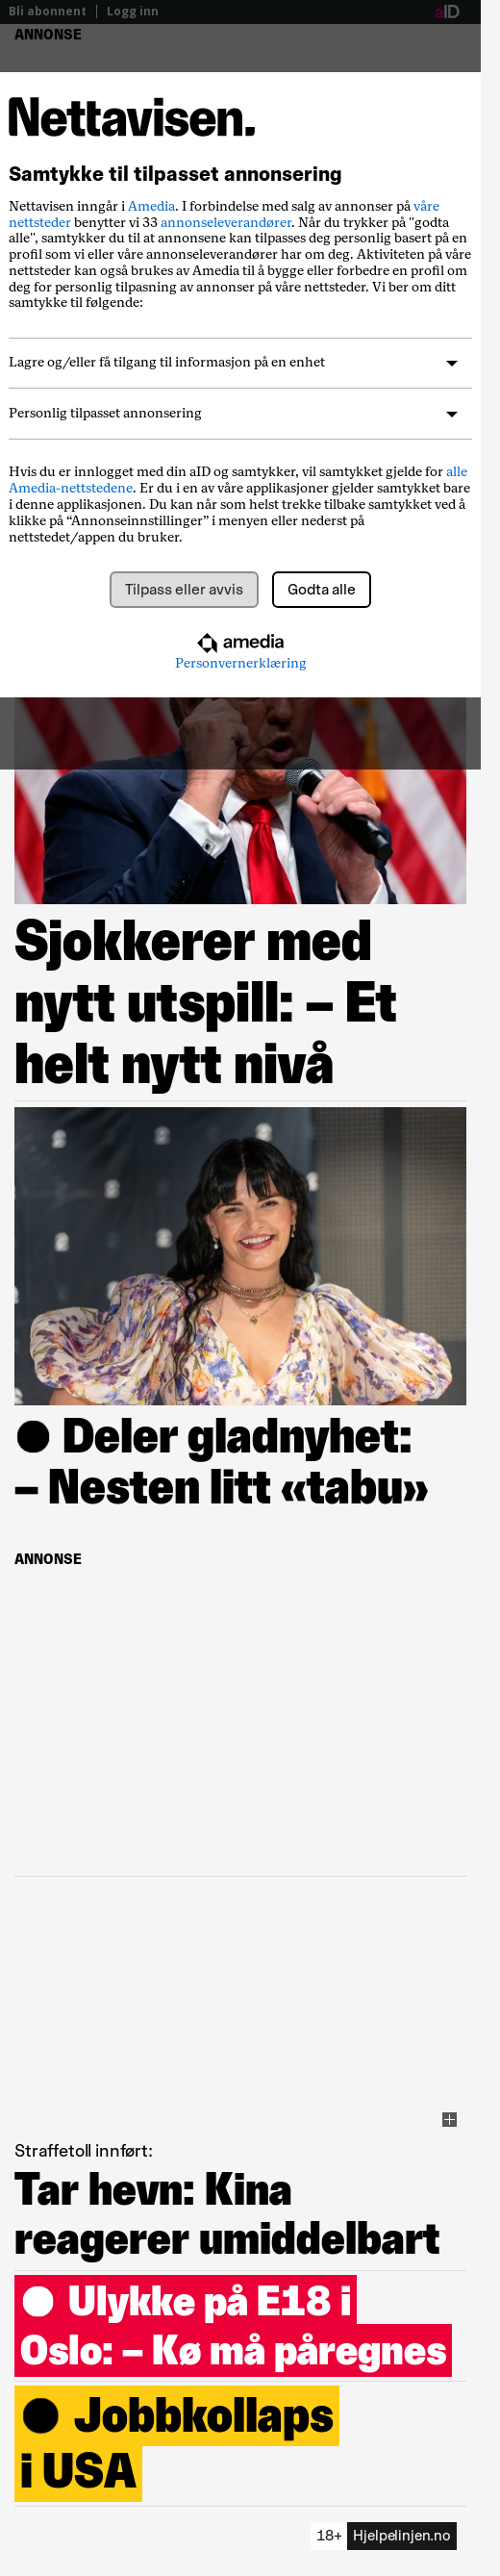 Bli abonnent | Logg inn
aID
ANNONSE
Nettavisen.
Samtykke til tilpasset annonsering
Nettavisen inngår i Amedia. I forbindelse med salg av annonser på våre
nettsteder benytter vi 33 annonseleverandører. Når du trykker på "godta
alle", samtykker du til at annonsene kan tilpasses deg personlig basert på en
profil som vi eller våre annonseleverandører har om deg. Aktiviteten på våre
nettsteder kan også brukes av Amedia til å bygge eller forbedre en profil om
deg for personlig tilpasning av annonser på våre nettsteder. Vi ber om ditt
samtykke til følgende:
Lagre og/eller få tilgang til informasjon på en enhet
Personlig tilpasset annonsering
Hvis du er innlogget med din aID og samtykker, vil samtykket gjelde for alle
Amedia-nettstedene. Er du i en av våre applikasjoner gjelder samtykket bare
i denne applikasjonen. Du kan når som helst trekke tilbake samtykket ved å
klikke på “Annonseinnstillinger” i menyen eller nederst på
nettstedet/appen du bruker.
Tilpass eller avvis
Godta alle
amedia
Personvernerklæring
Sjokkerer med
nytt utspill: – Et
helt nytt nivå
● Deler gladnyhet:
– Nesten litt «tabu»
ANNONSE
Straffetoll innført:
Tar hevn: Kina
reagerer umiddelbart
● Ulykke på E18 i
Oslo: – Kø må påregnes
● Jobbkollaps
i USA
18+ Hjelpelinjen.no